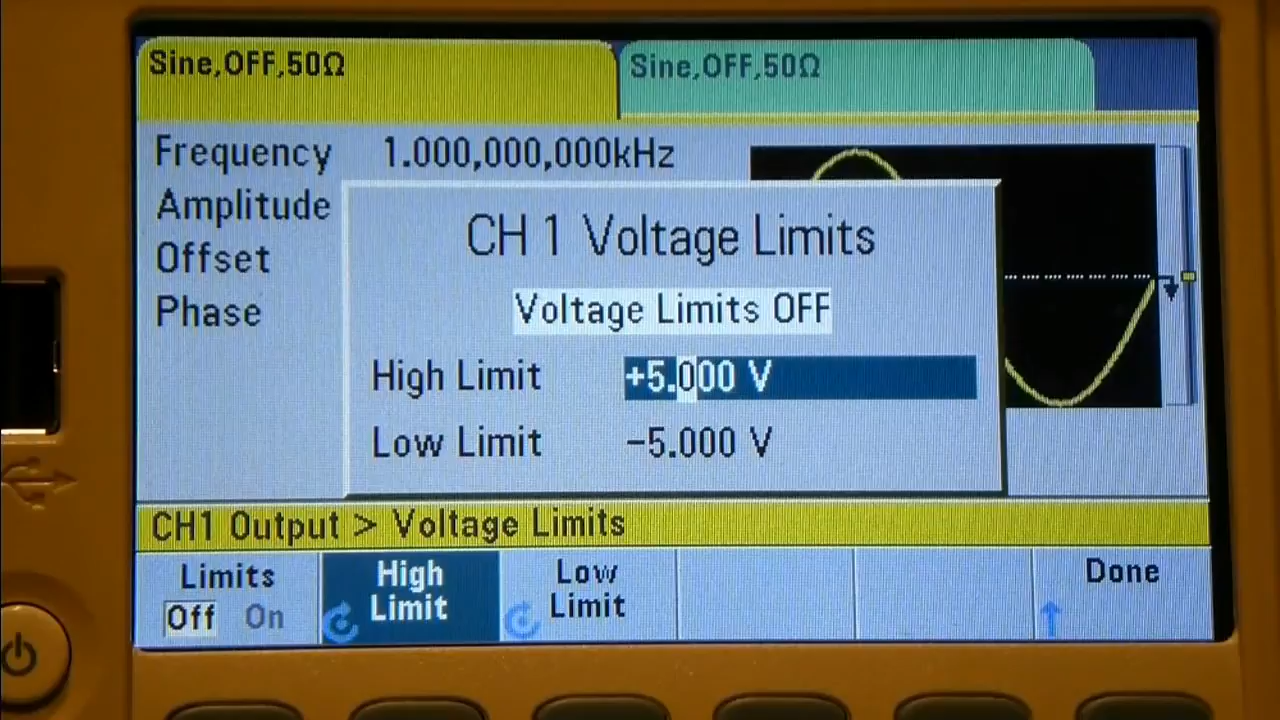 Sine,OFF,50Ω
Sine,OFF,50Ω
Frequency 1.000,000,000kHz
Amplitude
Offset
Phase
CH 1 Voltage Limits
Voltage Limits OFF
High Limit +5.000 V
Low Limit -5.000 V
CH1 Output > Voltage Limits
Limits
Off On
High
Limit
Low
Limit
Done